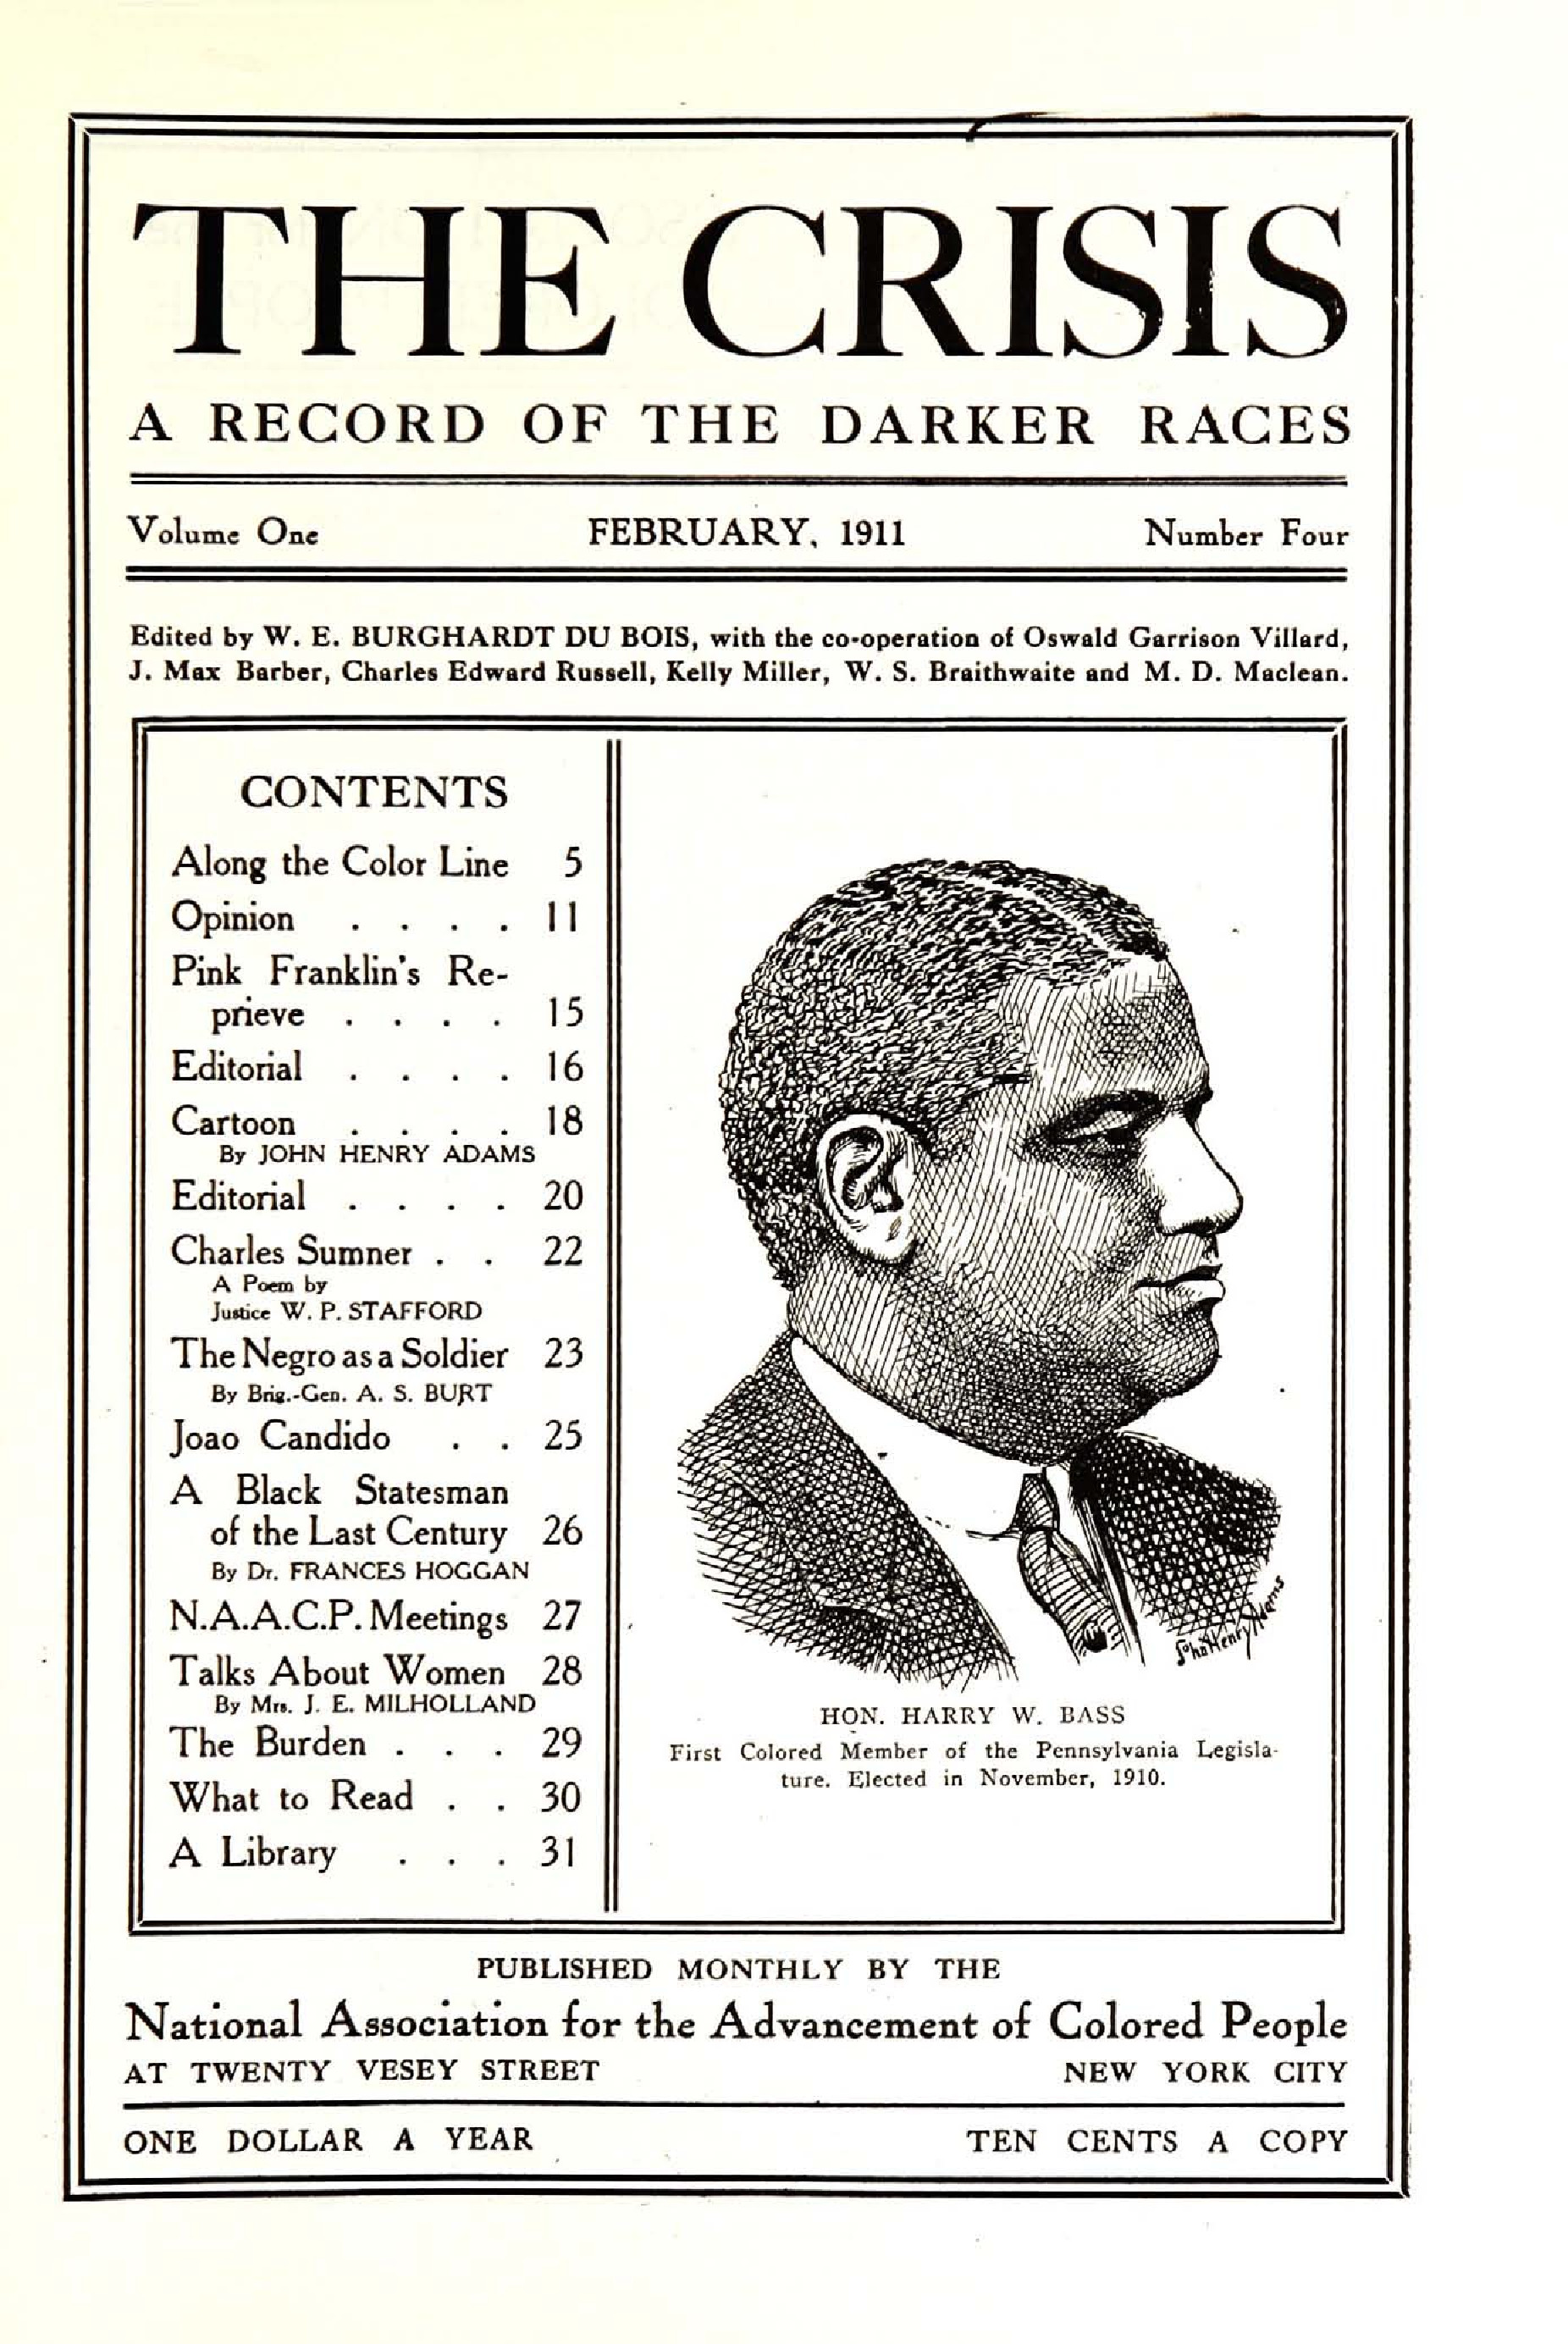 THE CRISIS
A RECORD OF THE DARKER RACES
Volume One FEBRUARY, 1911 Number Four
Edited by W. E. BURGHARDT DU BOIS, with the co-operation of Oswald Garrison Villard,
J. Max Barber, Charles Edward Russell, Kelly Miller, W. S. Braithwaite and M. D. Maclean.
CONTENTS
Along the Color Line 5
Opinion . . . . 11
Pink Franklin's Re-
prieve . . . . 15
Editorial . . . . 16
Cartoon . . . . 18
By JOHN HENRY ADAMS
Editorial . . . . 20
Charles Sumner . . 22
A Poem by
Justice W. P. STAFFORD
The Negro as a Soldier 23
By Brig.-Gen. A. S. BURT
Joao Candido . . 25
A Black Statesman
of the Last Century 26
By Dr. FRANCES HOGGAN
N.A.A.C.P. Meetings 27
Talks About Women 28
By Mrs. J. E. MILHOLLAND
The Burden . . . 29
What to Read . . 30
A Library . . . 31
John Henry Adams
HON. HARRY W. BASS
First Colored Member of the Pennsylvania Legisla-
ture. Elected in November, 1910.
PUBLISHED MONTHLY BY THE
National Association for the Advancement of Colored People
AT TWENTY VESEY STREET NEW YORK CITY
ONE DOLLAR A YEAR TEN CENTS A COPY